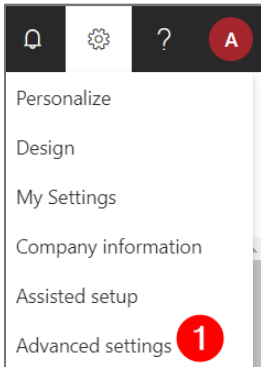 ? A
Personalize
Design
My Settings
Company information
Assisted setup
Advanced settings 1